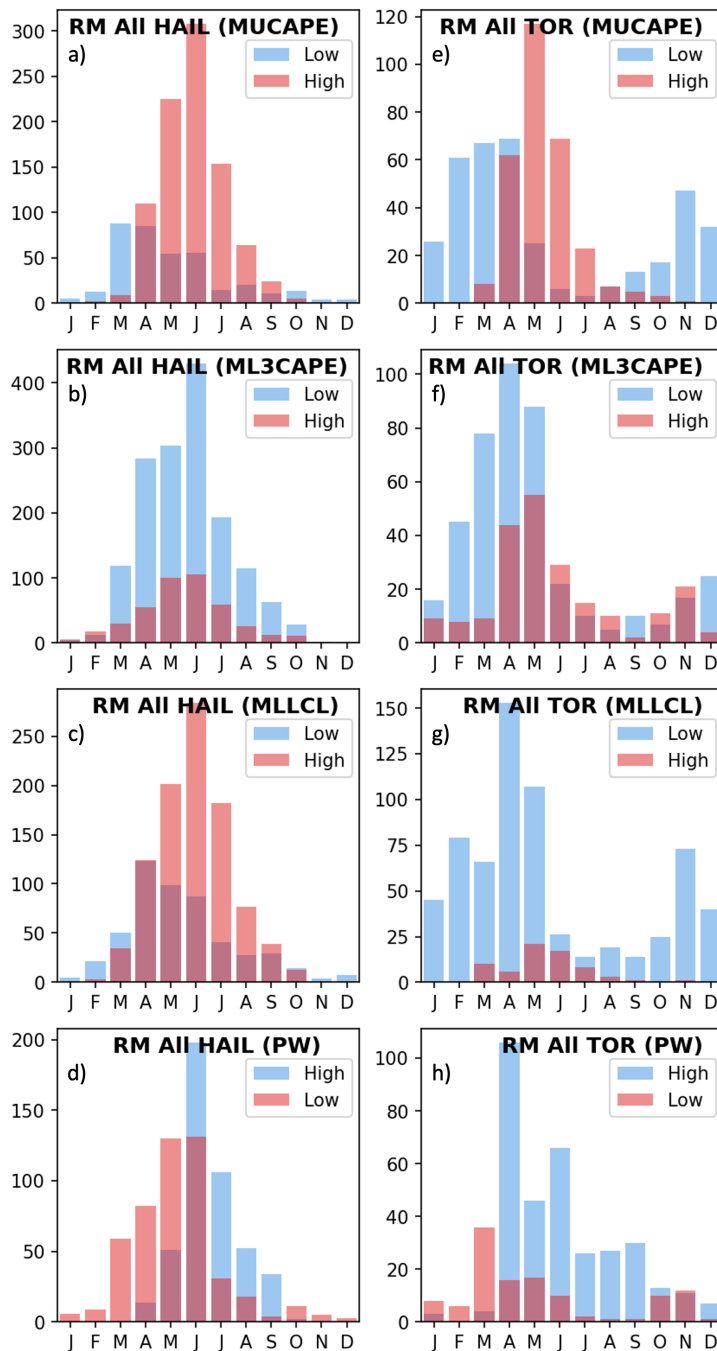 RM All HAIL (MUCAPE)
a)
Low
High
300
250
200
150
100
50
0
J F M A M J J A S O N D
RM All TOR (MUCAPE)
e)
Low
High
120
100
80
60
40
20
0
J F M A M J J A S O N D
RM All HAIL (ML3CAPE)
b)
Low
High
400
300
200
100
0
J F M A M J J A S O N D
RM All TOR (ML3CAPE)
f)
Low
High
100
80
60
40
20
0
J F M A M J J A S O N D
RM All HAIL (MLLCL)
c)
Low
High
250
200
150
100
50
0
J F M A M J J A S O N D
RM All TOR (MLLCL)
g)
Low
High
150
125
100
75
50
25
0
J F M A M J J A S O N D
RM All HAIL (PW)
d)
High
Low
200
150
100
50
0
J F M A M J J A S O N D
RM All TOR (PW)
h)
High
Low
100
80
60
40
20
0
J F M A M J J A S O N D